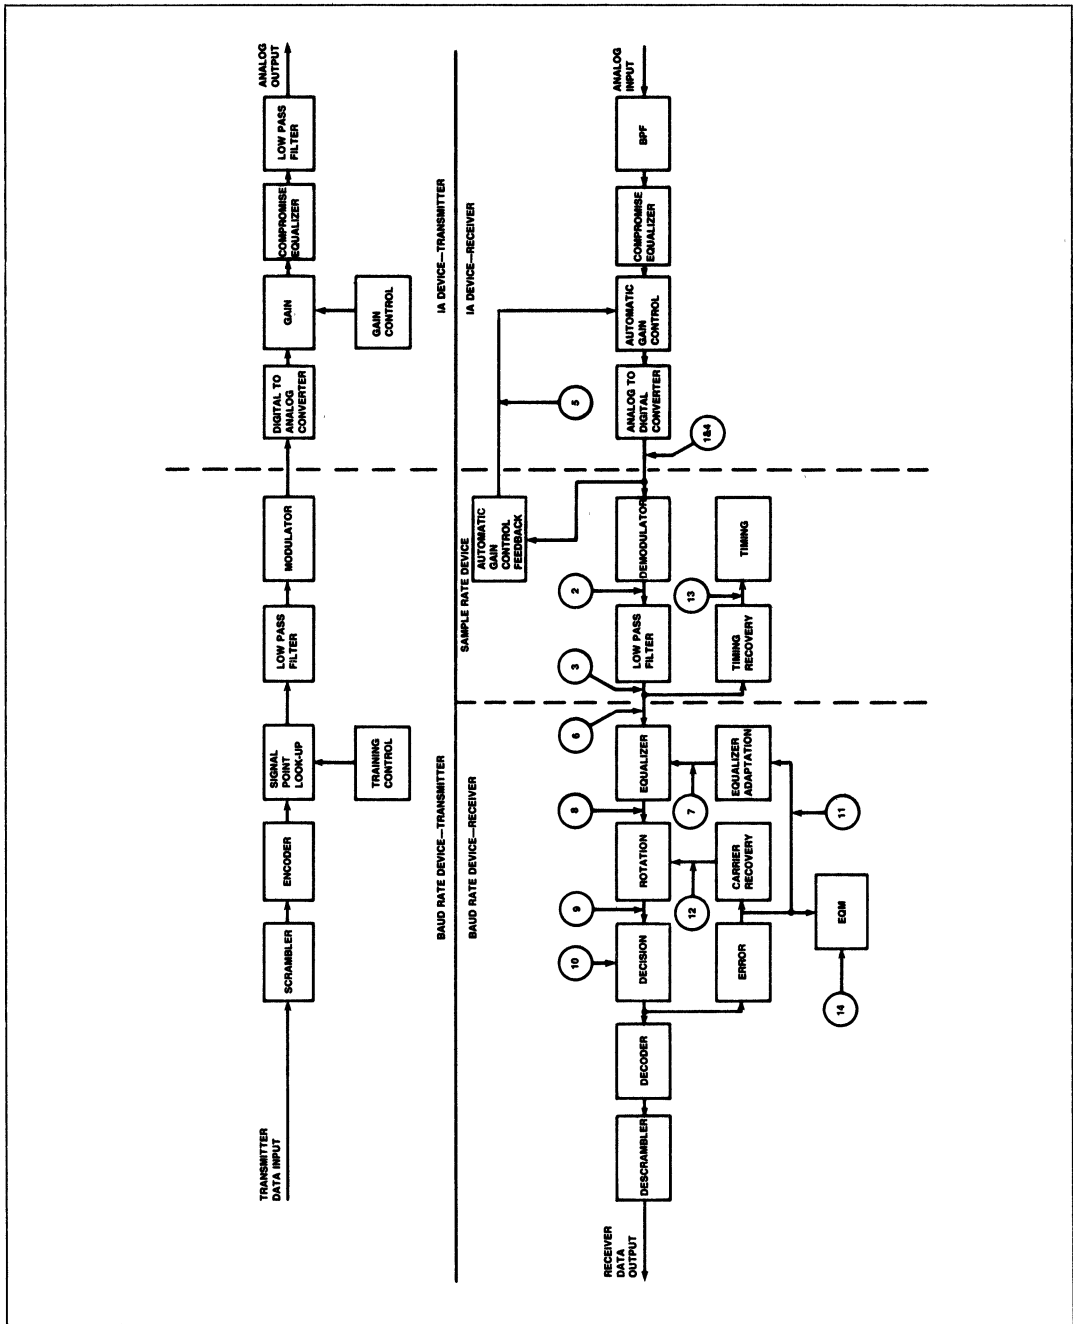 TRANSMITTER
DATA INPUT
SCRAMBLER
ENCODER
SIGNAL
POINT
LOOK-UP
TRAINING
CONTROL
LOW PASS
FILTER
MODULATOR
DIGITAL TO
ANALOG
CONVERTER
GAIN
GAIN
CONTROL
COMPROMISE
EQUALIZER
LOW PASS
FILTER
ANALOG
OUTPUT
BAUD RATE DEVICE—TRANSMITTER
BAUD RATE DEVICE—RECEIVER
SAMPLE RATE DEVICE
IA DEVICE—TRANSMITTER
IA DEVICE—RECEIVER
AUTOMATIC
GAIN
CONTROL
FEEDBACK
5
RECEIVER
DATA
OUTPUT
DESCRAMBLER
DECODER
10
DECISION
9
ROTATION
8
EQUALIZER
6
3
LOW PASS
FILTER
2
DEMODULATOR
1&4
ANALOG TO
DIGITAL
CONVERTER
AUTOMATIC
GAIN
CONTROL
COMPROMISE
EQUALIZER
BPF
ANALOG
INPUT
ERROR
12
CARRIER
RECOVERY
7
EQUALIZER
ADAPTATION
TIMING
RECOVERY
13
TIMING
14
EQM
11